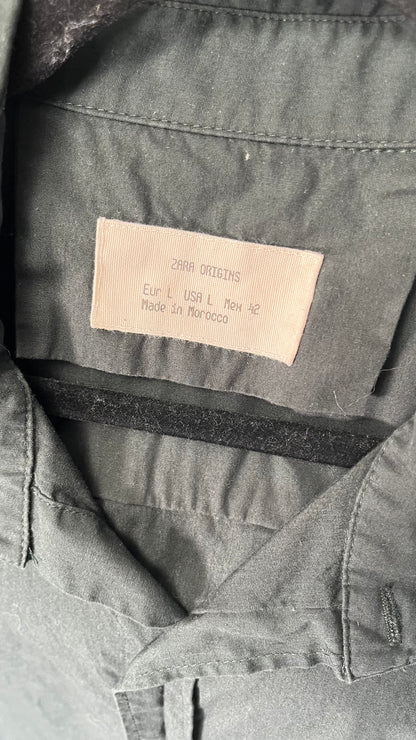 ZARA ORIGINS
Eur L USA L Mex 42
Made in Morocco